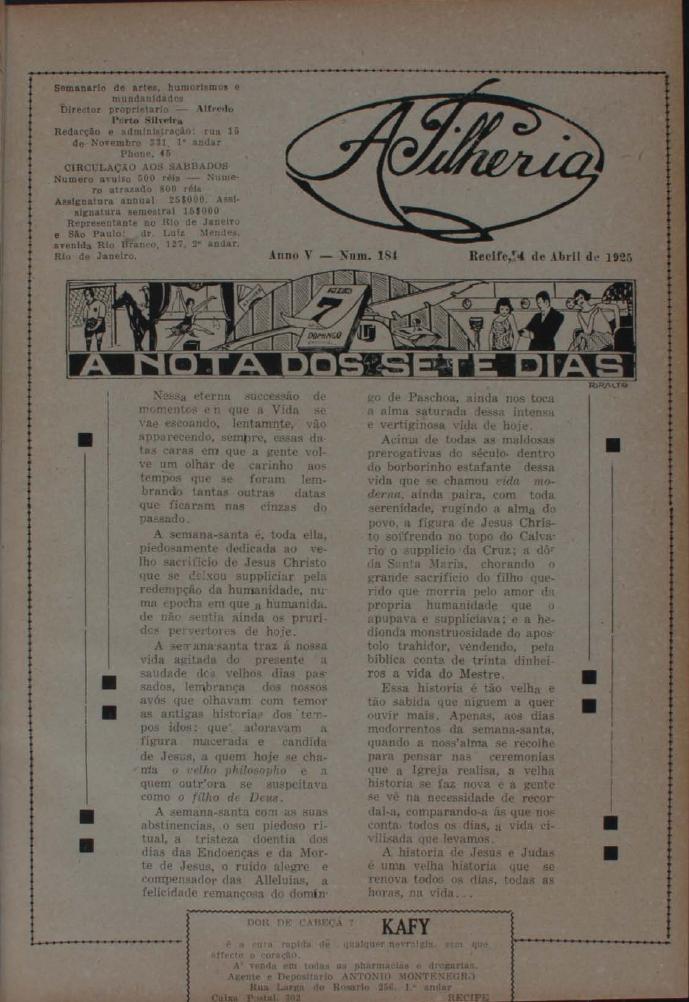 Semanario de artes, humorismos e
mundanidades
Director proprietario — Alfredo
Porto Silveira
Redacção e administração: rua 15
de Novembro 331, 1º andar
Phone. 45
CIRCULAÇÃO AOS SABBADOS
Numero avulso 500 réis — Nume-
ro atrazado 800 réis
Assignatura annual 25$000. Assi-
signatura semestral 15$000
Representante no Rio de Janeiro
e São Paulo: dr. Luiz Mendes,
avenida Rio Branco, 127, 2º andar.
Rio de Janeiro.
A Pilheria
Anno V — Num. 184
Recife, 4 de Abril de 1925
7
DOMINGO
A NOTA DOS SETE DIAS
Nessa eterna successão de
momentos en que a Vida se
vae escoando, lentamnte, vão
apparecendo, sempre, essas da-
tas caras em que a gente vol-
ve um olhar de carinho aos
tempos que se foram lem-
brando tantas outras datas
que ficaram nas cinzas do
passado.
A semana-santa é, toda ella,
piedosamente dedicada ao ve-
lho sacrificio de Jesus Christo
que se deixou suppliciar pela
redempção da humanidade, nu-
ma epocha em que a humanida.
de não sentia ainda os pruri-
dos pervertores de hoje.
A semana-santa traz á nossa
vida agitada do presente a
saudade dos velhos dias pas-
sados, lembrança dos nossos
avós que olhavam com temor
as antigas historias dos tem-
pos idos: que adoravam a
figura macerada e candida
de Jesus, a quem hoje se cha-
ma o velho philosopho e a
quem outr'ora se suspeitava
como o filho de Deus.
A semana-santa com as suas
abstinencias, o seu piedoso ri-
tual, a tristeza doentia dos
dias das Endoenças e da Mor-
te de Jesus, o ruido alegre e
compensador das Alleluias, a
felicidade remançosa do domin-
go de Paschoa, ainda nos toca
a alma saturada dessa intensa
e vertiginosa vida de hoje.
Acima de todas as maldosas
prerogativas do século. dentro
do borborinho estafante dessa
vida que se chamou vida mo-
derna, ainda paira, com toda
serenidade, rugindo a alma do
povo, a figura de Jesus Chris-
to soffrendo no topo do Calva-
rio o supplicio da Cruz; a dôr
da Santa Maria, chorando o
grande sacrificio do filho que-
rido que morria pelo amor da
propria humanidade que o
apupava e suppliciava; e a he-
dionda monstruosidade do apos-
tolo trahidor, vendendo, pela
biblica conta de trinta dinhei-
ros a vida do Mestre.
Essa historia é tão velha e
tão sabida que niguem a quer
ouvir mais. Apenas, aos dias
modorrentos da semana-santa,
quando a noss'alma se recolhe
para pensar nas ceremonias
que a Igreja realisa, a velha
historia se faz nova e a gente
se vê na necessidade de recor
dal-a, comparando-a ás que nos
conta, todos os dias, a vida ci-
vilisada que levamos.
A historia de Jesus e Judas
é uma velha historia que se
renova todos os dias, todas as
horas, na vida...
DOR DE CABEÇA ? KAFY
é a cura rapida de qualquer nevralgia, sem que
affecte o coração.
A' venda em todas as pharmacias e drogarias.
Agente e Depositario ANTONIO MONTENEGRO
Rua Larga do Rosario 256, 1.º andar
Caixa Postal, 302 RECIFE